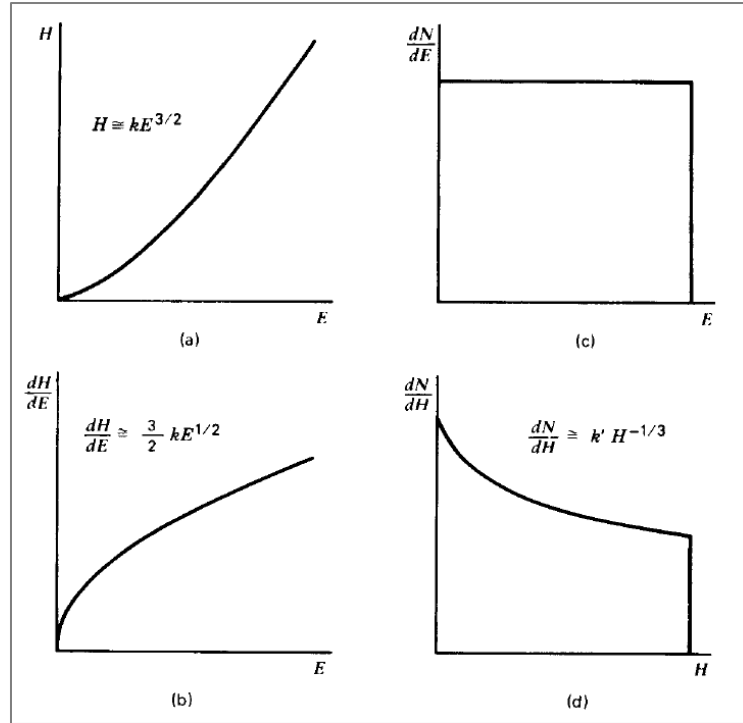 H
H ≅ kE^{3/2}
E
(a)
dN
dE
E
(c)
dH
dE
dH/dE ≅ 3/2 kE^{1/2}
E
(b)
dN
dH
dN/dH ≅ k' H^{-1/3}
H
(d)